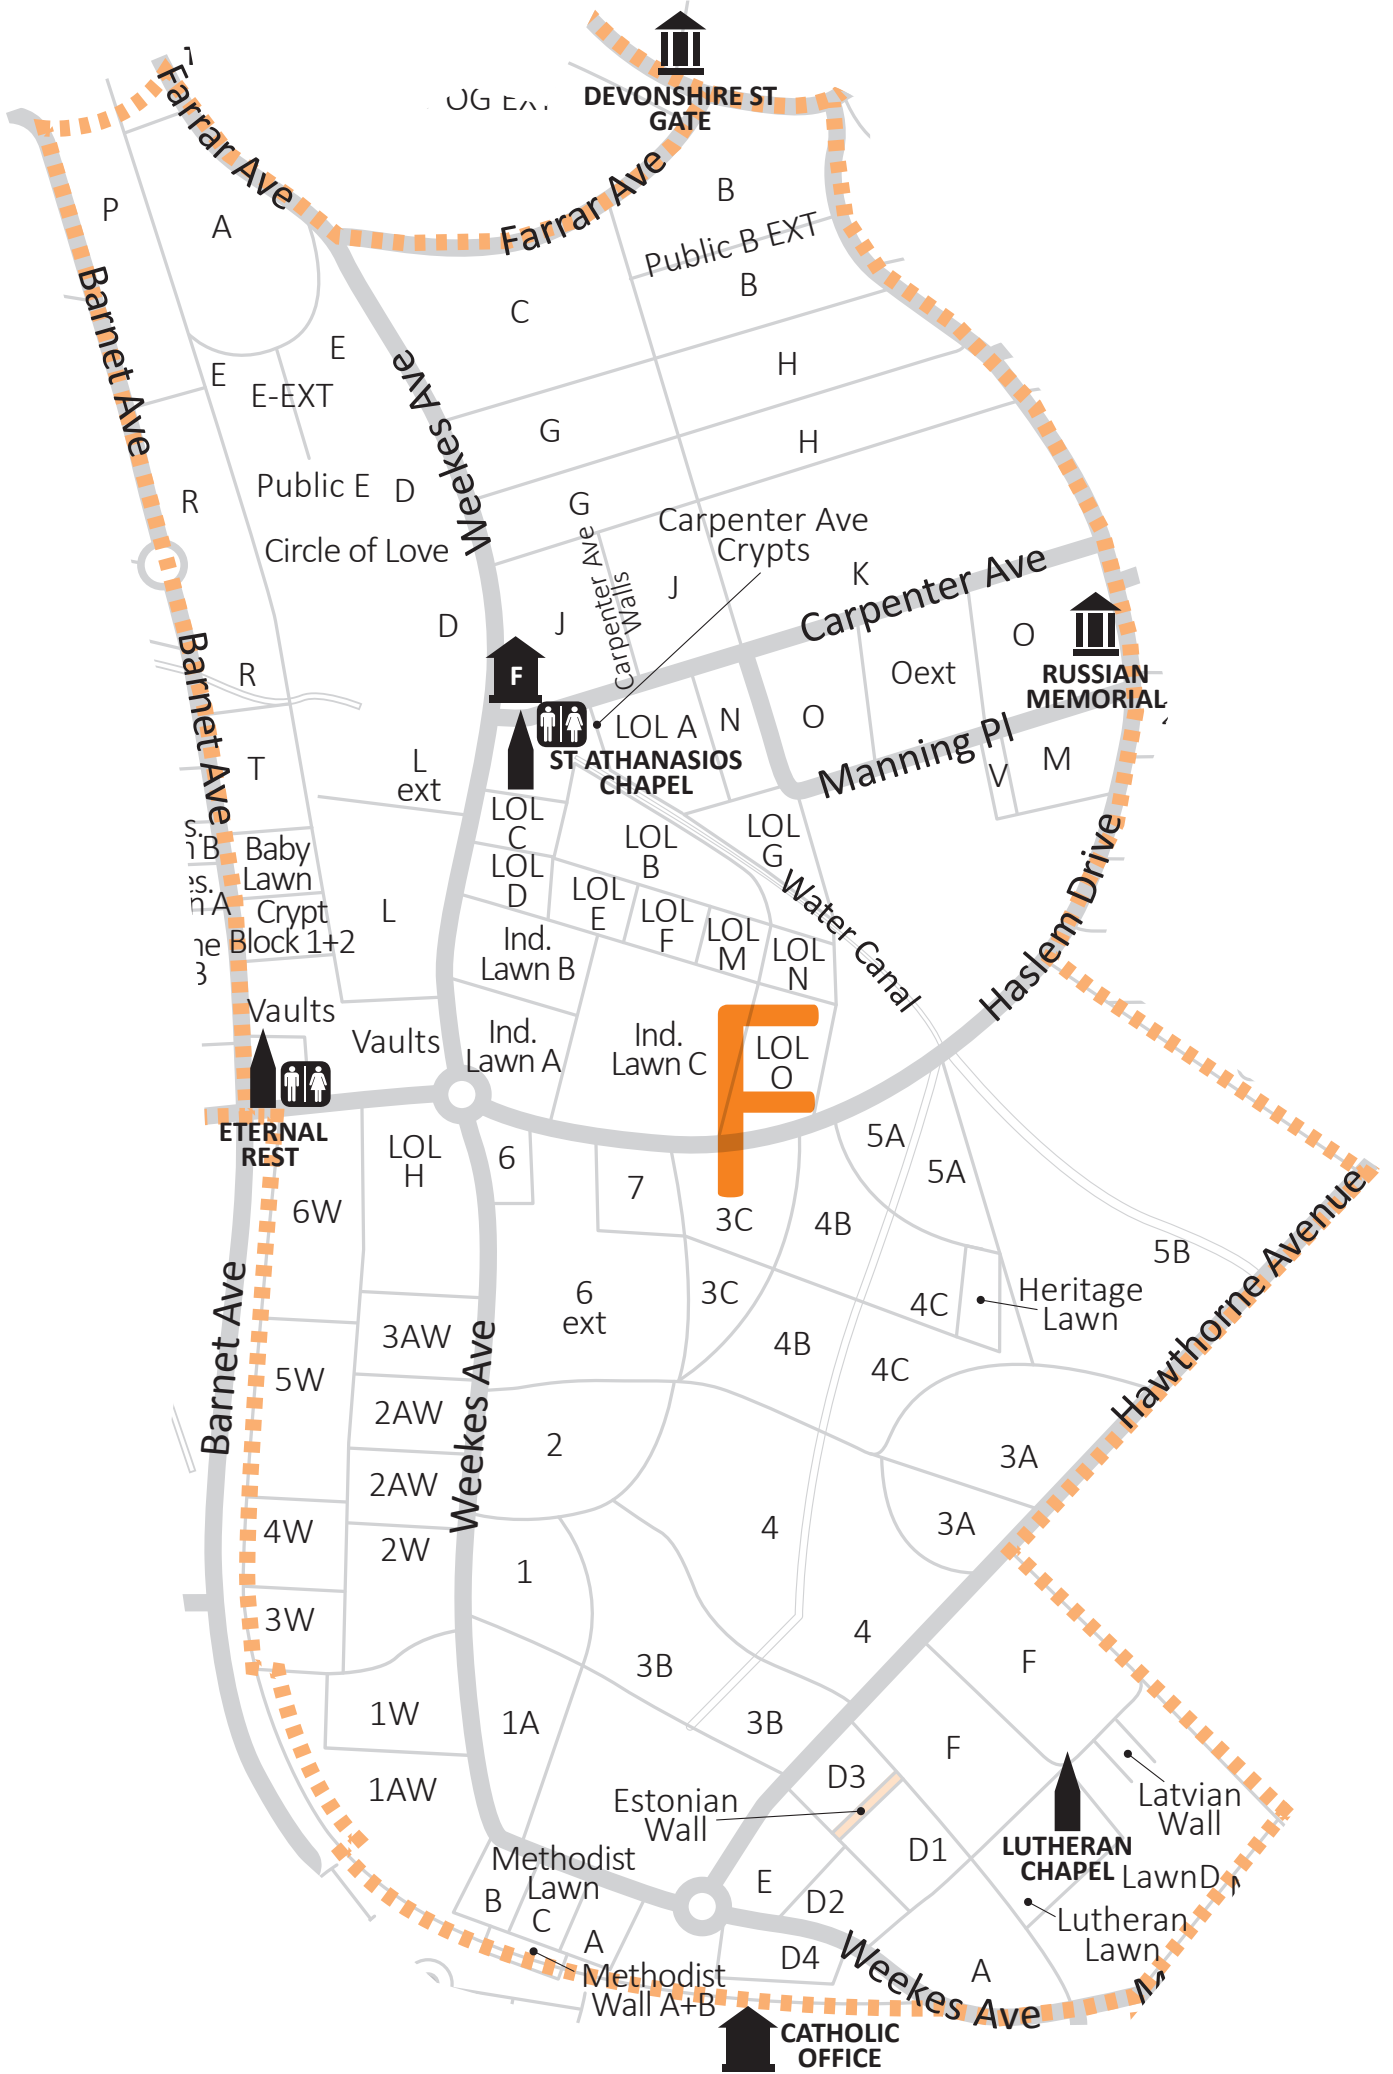 DEVONSHIRE ST
GATE
Farrar Ave
Farrar Ave
P
A
B
Public B EXT
B
Barnet Ave
C
E
E
E-EXT
Weekes Ave
H
G
H
R
Public E
D
G
Circle of Love
Carpenter Ave
Crypts
Carpenter Ave
Walls
K
Carpenter Ave
J
J
D
O
Oext
RUSSIAN
MEMORIAL
F
Barnet Ave
R
LOL A
N
O
ST ATHANASIOS
CHAPEL
Manning Pl
V
M
T
L
ext
LOL
C
LOL
B
LOL
G
Baby
Lawn
LOL
D
LOL
E
LOL
F
LOL
M
LOL
N
Water Canal
Haslem Drive
Crypt
Block 1+2
L
Ind.
Lawn B
Vaults
Vaults
Ind.
Lawn A
Ind.
Lawn C
F
LOL
O
ETERNAL
REST
LOL
H
6
7
5A
5A
6W
3C
4B
5B
Hawthorne Avenue
Barnet Ave
6
ext
3C
4C
Heritage
Lawn
3AW
4B
4C
5W
2AW
Weekes Ave
2
3A
2AW
4W
2W
4
3A
1
3W
4
3B
F
1W
1A
3B
F
1AW
D3
Estonian
Wall
Latvian
Wall
D1
LUTHERAN
CHAPEL
LawnD
Methodist
Lawn
B
C
A
E
D2
Lutheran
Lawn
D4
Weekes Ave
A
Methodist
Wall A+B
CATHOLIC
OFFICE